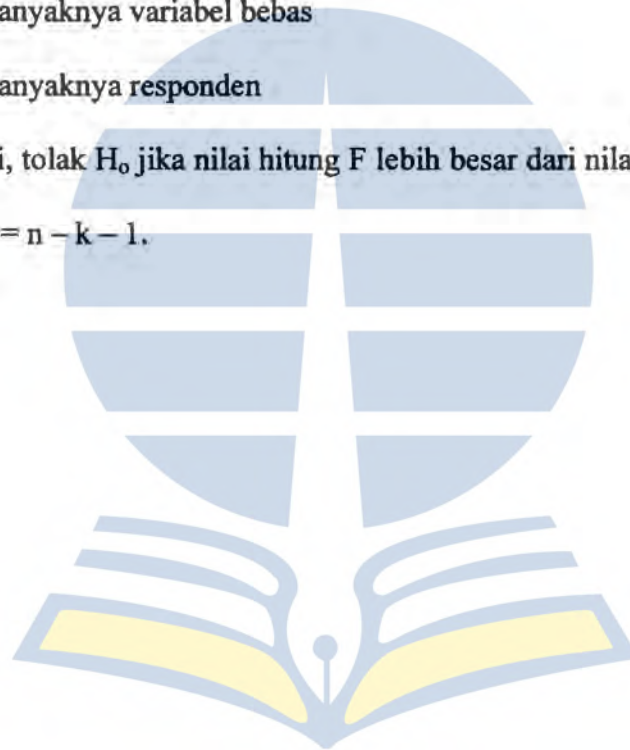 anyaknya variabel bebas
anyaknya responden
i, tolak Ho jika nilai hitung F lebih besar dari nila
= n – k – 1.